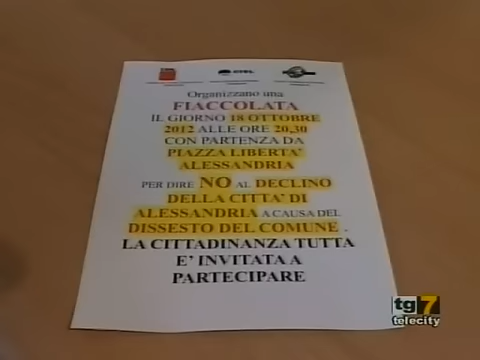 Organizzano una
FIACCOLATA
IL GIORNO 18 OTTOBRE
2012 ALLE ORE 20,30
CON PARTENZA DA
PIAZZA LIBERTA'
ALESSANDRIA
PER DIRE NO AL DECLINO
DELLA CITTA' DI
ALESSANDRIA A CAUSA DEL
DISSESTO DEL COMUNE .
LA CITTADINANZA TUTTA
E' INVITATA A
PARTECIPARE
tg7
telecity